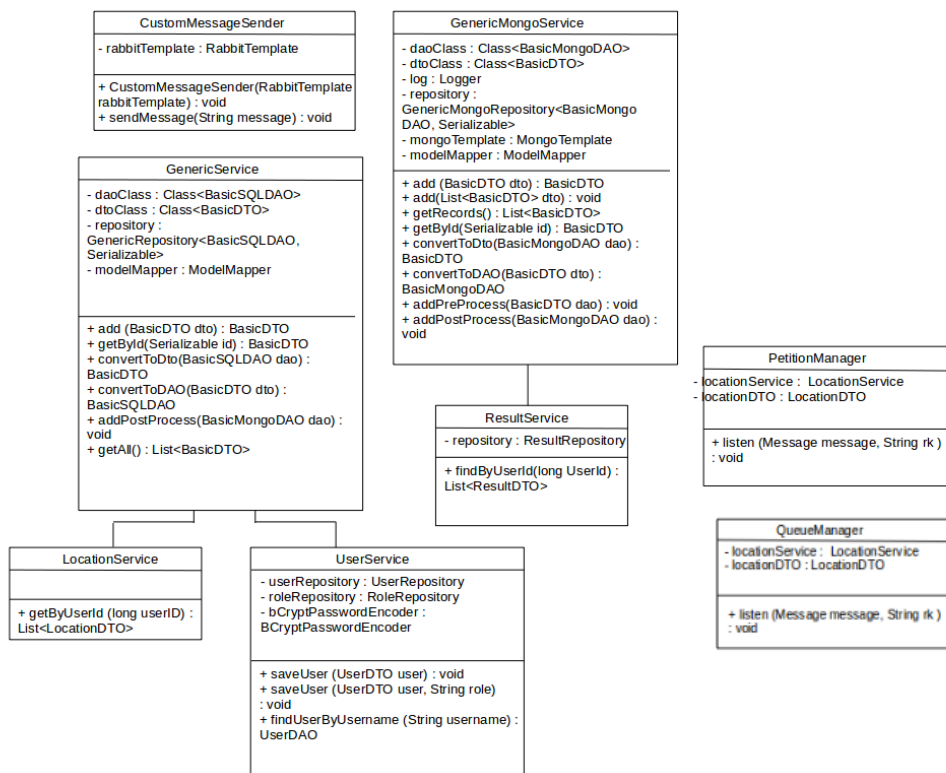 CustomMessageSender
- rabbitTemplate : RabbitTemplate
+ CustomMessageSender(RabbitTemplate
rabbitTemplate) : void
+ sendMessage(String message) : void
GenericMongoService
- daoClass : Class<BasicMongoDAO>
- dtoClass : Class<BasicDTO>
- log : Logger
- repository :
GenericMongoRepository<BasicMongo
DAO, Serializable>
- mongoTemplate : MongoTemplate
- modelMapper : ModelMapper
+ add (BasicDTO dto) : BasicDTO
+ add(List<BasicDTO> dto) : void
+ getRecords() : List<BasicDTO>
+ getById(Serializable id) : BasicDTO
+ convertToDto(BasicMongoDAO dao) :
BasicDTO
+ convertToDAO(BasicDTO dto) :
BasicMongoDAO
+ addPreProcess(BasicDTO dao) : void
+ addPostProcess(BasicMongoDAO dao) :
void
GenericService
- daoClass : Class<BasicSQLDAO>
- dtoClass : Class<BasicDTO>
- repository :
GenericRepository<BasicSQLDAO,
Serializable>
- modelMapper : ModelMapper
+ add (BasicDTO dto) : BasicDTO
+ getById(Serializable id) : BasicDTO
+ convertToDto(BasicSQLDAO dao) :
BasicDTO
+ convertToDAO(BasicDTO dto) :
BasicSQLDAO
+ addPostProcess(BasicMongoDAO dao) :
void
+ getAll() : List<BasicDTO>
PetitionManager
- locationService : LocationService
- locationDTO : LocationDTO
+ listen (Message message, String rk )
: void
ResultService
- repository : ResultRepository
+ findByUserId(long UserId) :
List<ResultDTO>
QueueManager
- locationService : LocationService
- locationDTO : LocationDTO
+ listen (Message message, String rk )
: void
LocationService
+ getByUserId (long userID) :
List<LocationDTO>
UserService
- userRepository : UserRepository
- roleRepository : RoleRepository
- bCryptPasswordEncoder :
BCryptPasswordEncoder
+ saveUser (UserDTO user) : void
+ saveUser (UserDTO user, String role)
: void
+ findUserByUsername (String username) :
UserDAO